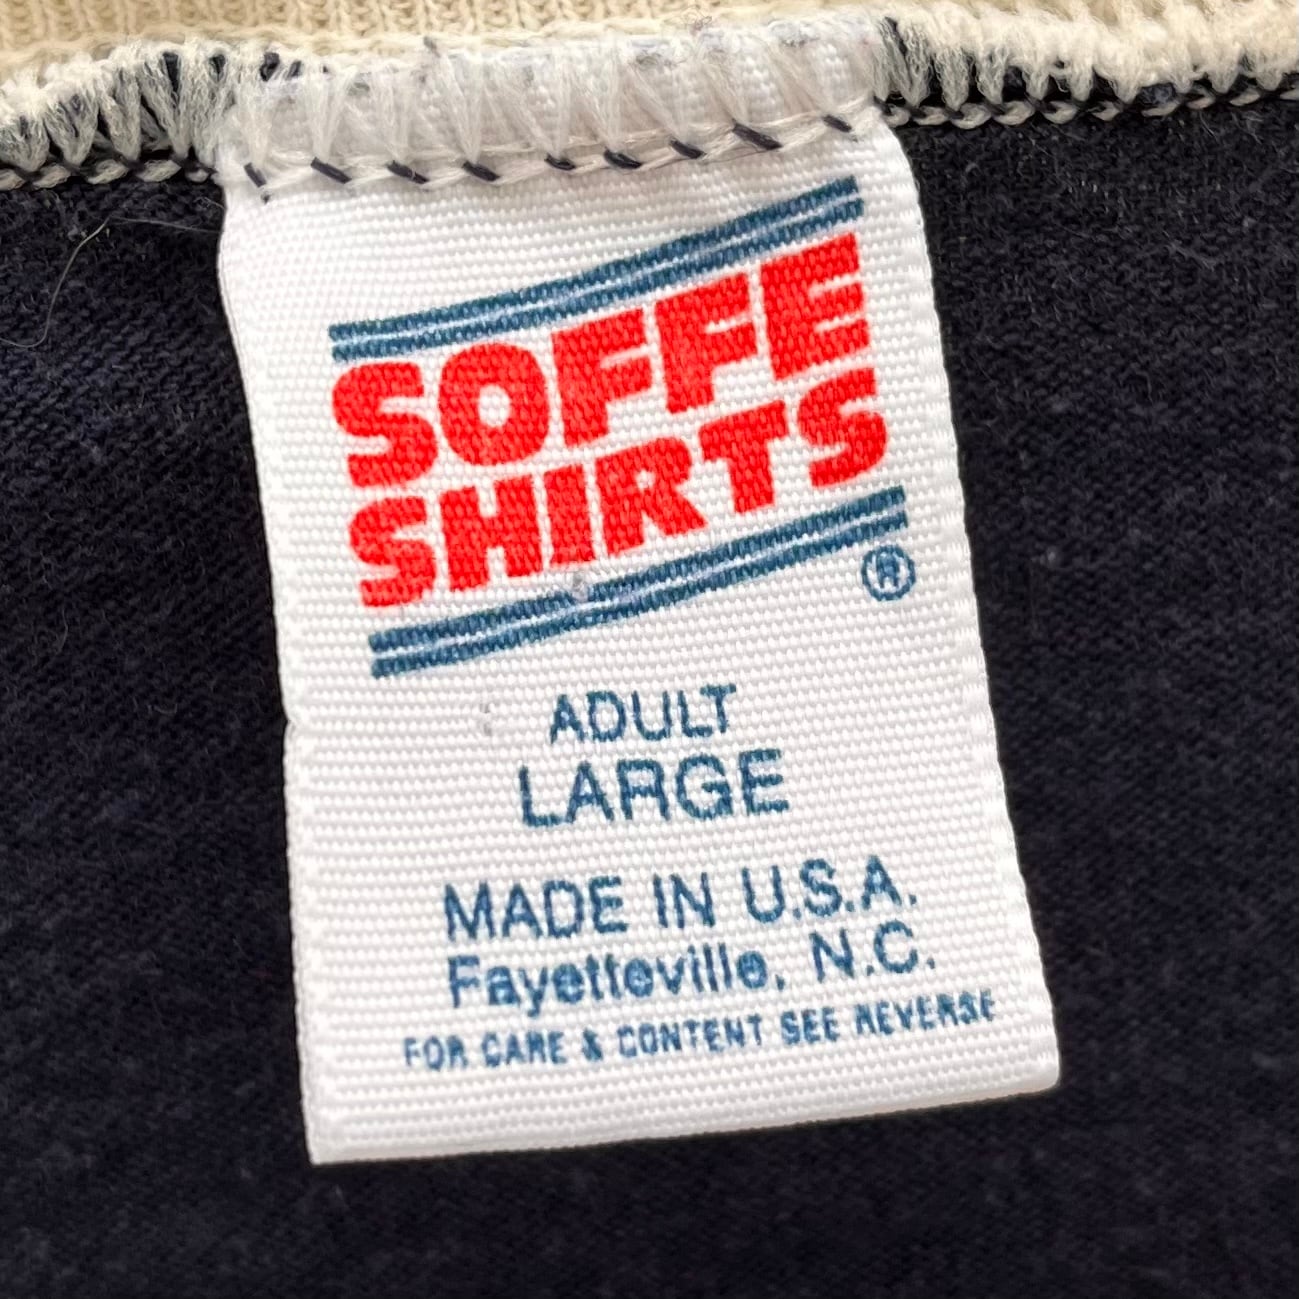 SOFFE
SHIRTS
®
ADULT
LARGE
MADE IN U.S.A.
Fayetteville, N.C.
FOR CARE & CONTENT SEE REVERSE